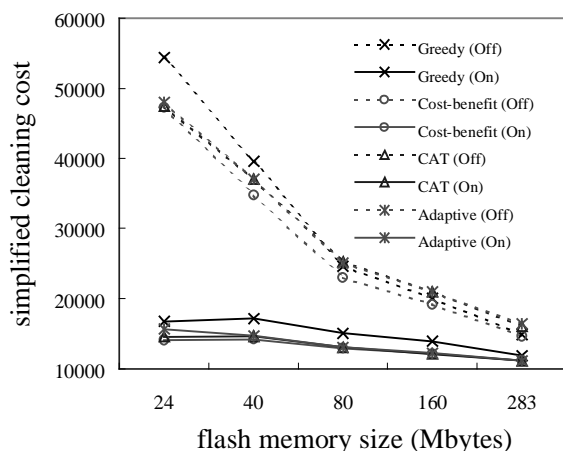 60000
50000
40000
30000
20000
10000
simplified cleaning cost
Greedy (Off)
Greedy (On)
Cost-benefit (Off)
Cost-benefit (On)
CAT (Off)
CAT (On)
Adaptive (Off)
Adaptive (On)
24 40 80 160 283
flash memory size (Mbytes)